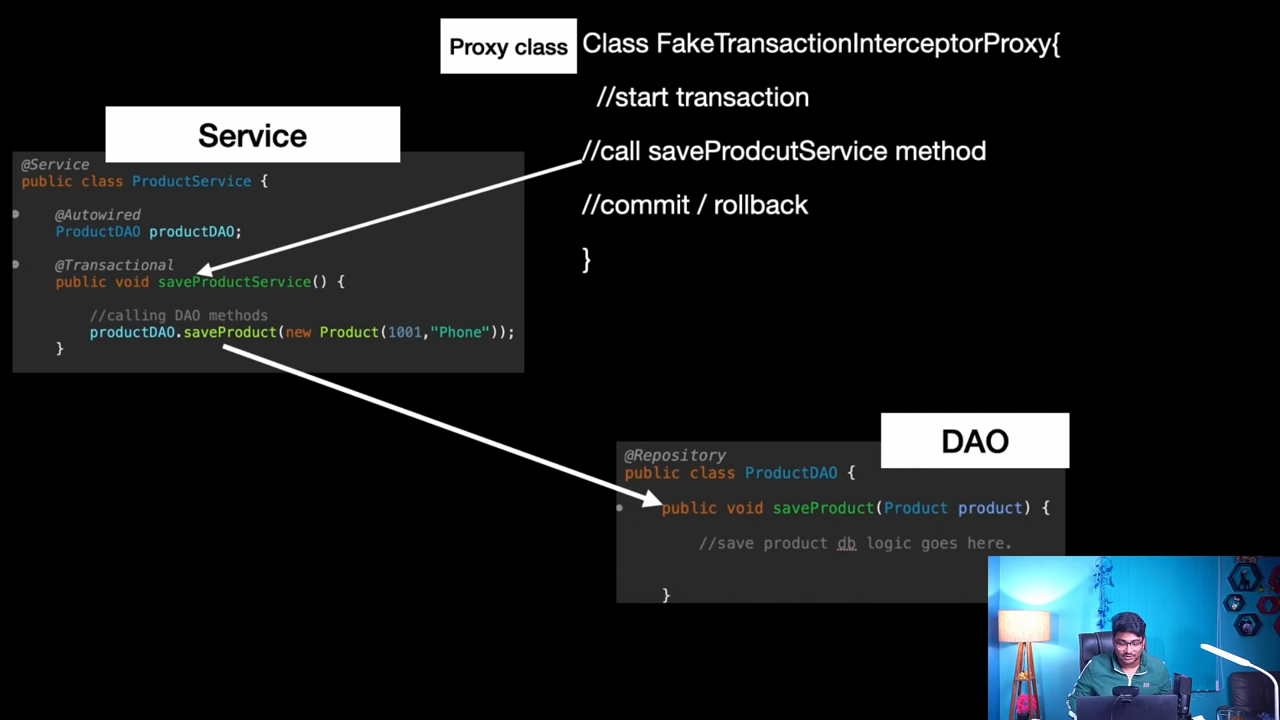 Proxy class
Class FakeTransactionInterceptorProxy{
//start transaction
//call saveProdcutService method
//commit / rollback
}
Service
@Service
public class ProductService {
@Autowired
ProductDAO productDAO;
@Transactional
public void saveProductService() {
//calling DAO methods
productDAO.saveProduct(new Product(1001,"Phone"));
}
DAO
@Repository
public class ProductDAO {
public void saveProduct(Product product) {
//save product db logic goes here.
}